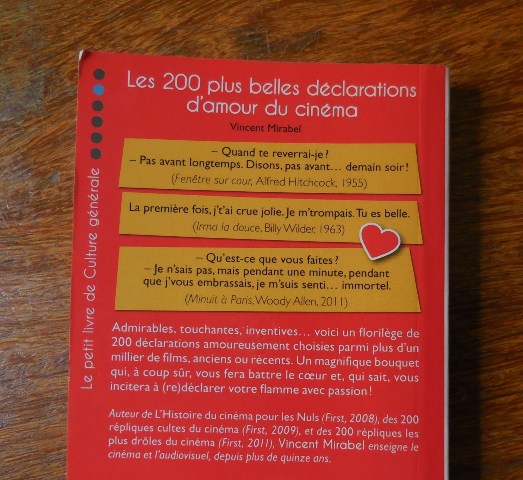 Les 200 plus belles déclarations
d'amour du cinéma
Vincent Mirabel
– Quand te reverrai-je ?
– Pas avant longtemps. Disons, pas avant... demain soir !
(Fenêtre sur cour, Alfred Hitchcock, 1955)
La première fois, j't'ai crue jolie. Je m'trompais. Tu es belle.
(Irma la douce, Billy Wilder, 1963)
– Qu'est-ce que vous faites ?
– Je n'sais pas, mais pendant une minute, pendant
que j'vous embrassais, je m'suis senti... immortel.
(Minuit à Paris, Woody Allen, 2011)
Admirables, touchantes, inventives... voici un florilège de
200 déclarations amoureusement choisies parmi plus d'un
millier de films, anciens ou récents. Un magnifique bouquet
qui, à coup sûr, vous fera battre le cœur et, qui sait, vous
incitera à (re)déclarer votre flamme avec passion !
Auteur de L'Histoire du cinéma pour les Nuls (First, 2008), des 200
répliques cultes du cinéma (First, 2009), et des 200 répliques les
plus drôles du cinéma (First, 2011), Vincent Mirabel enseigne le
cinéma et l'audiovisuel, depuis plus de quinze ans.
Le petit livre de Culture générale